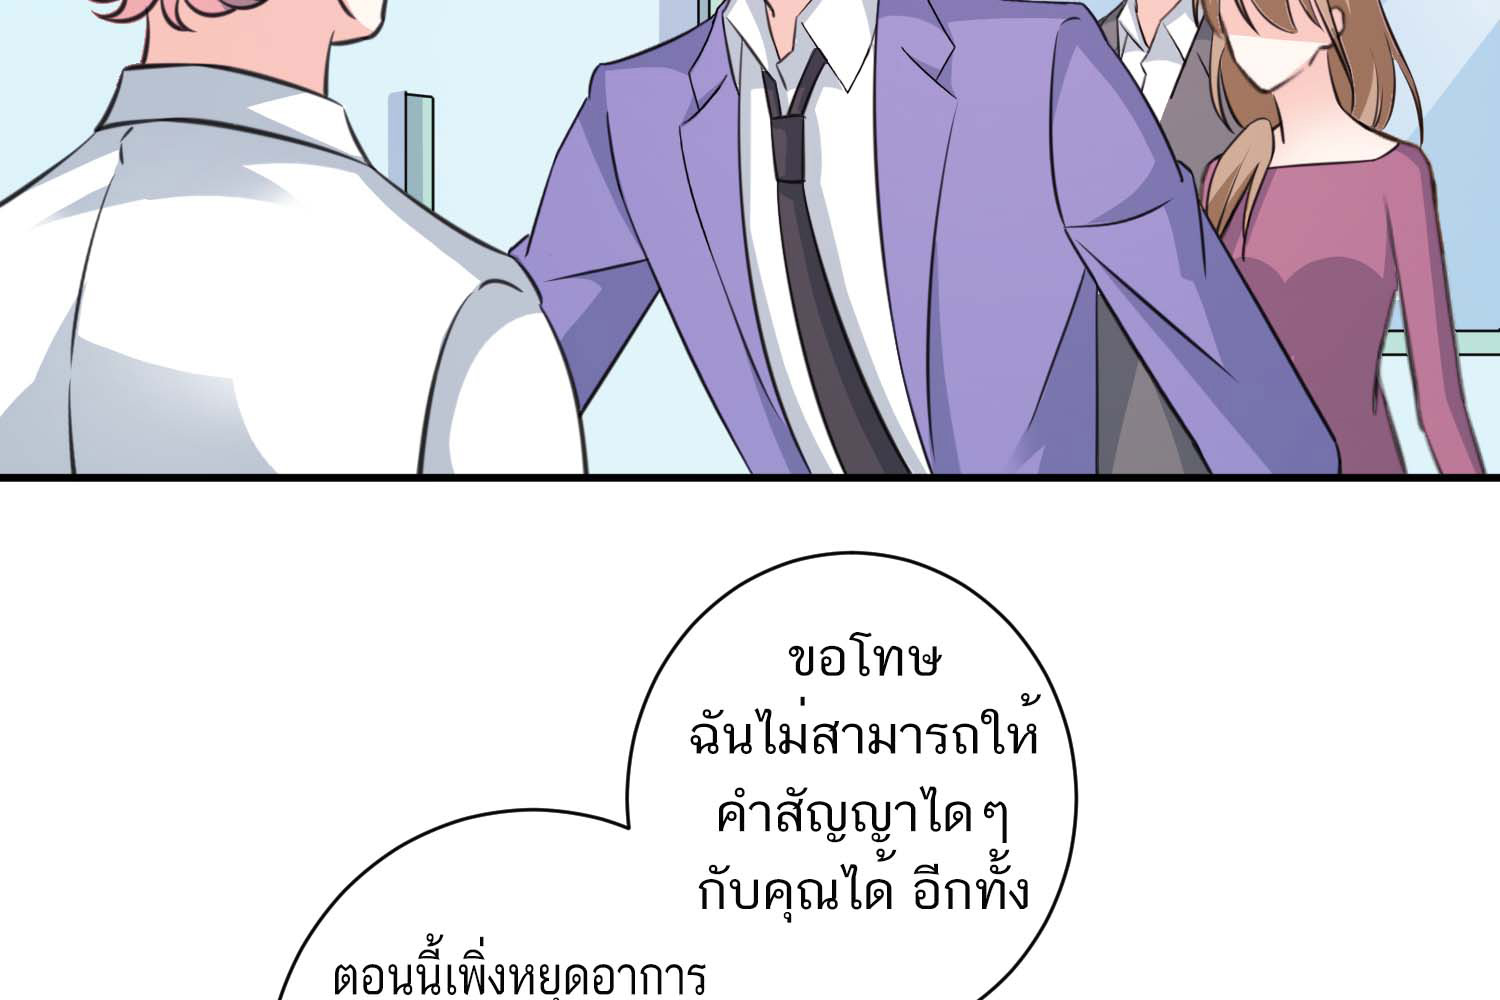 ขอโทษ
ฉันไม่สามารถให้
คำสัญญาไดๆ
กับคุณได้ อีกทั้ง
ตอนนี้เพิ่งหยุดอาการ